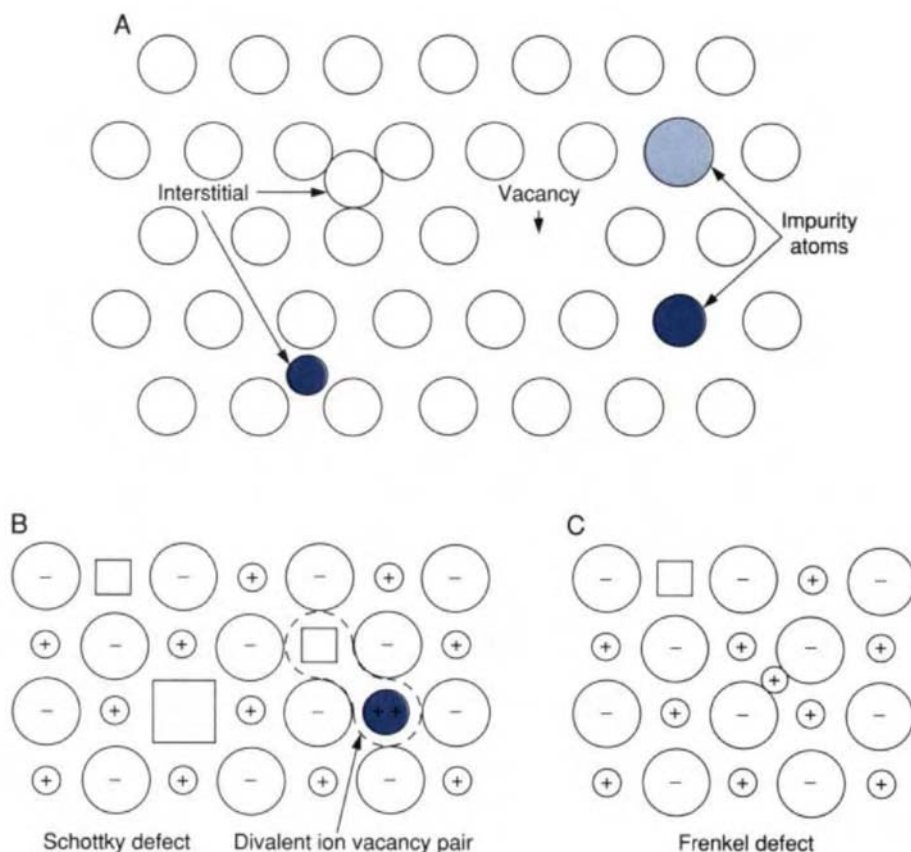 A
Interstitial
Vacancy
Impurity
atoms
B
− − + − + −
+ − + − − +
− + + − ++
+ − + − + − +
Schottky defect
Divalent ion vacancy pair
C
− − + −
+ − + −
− + − + + −
+ − + − +
Frenkel defect